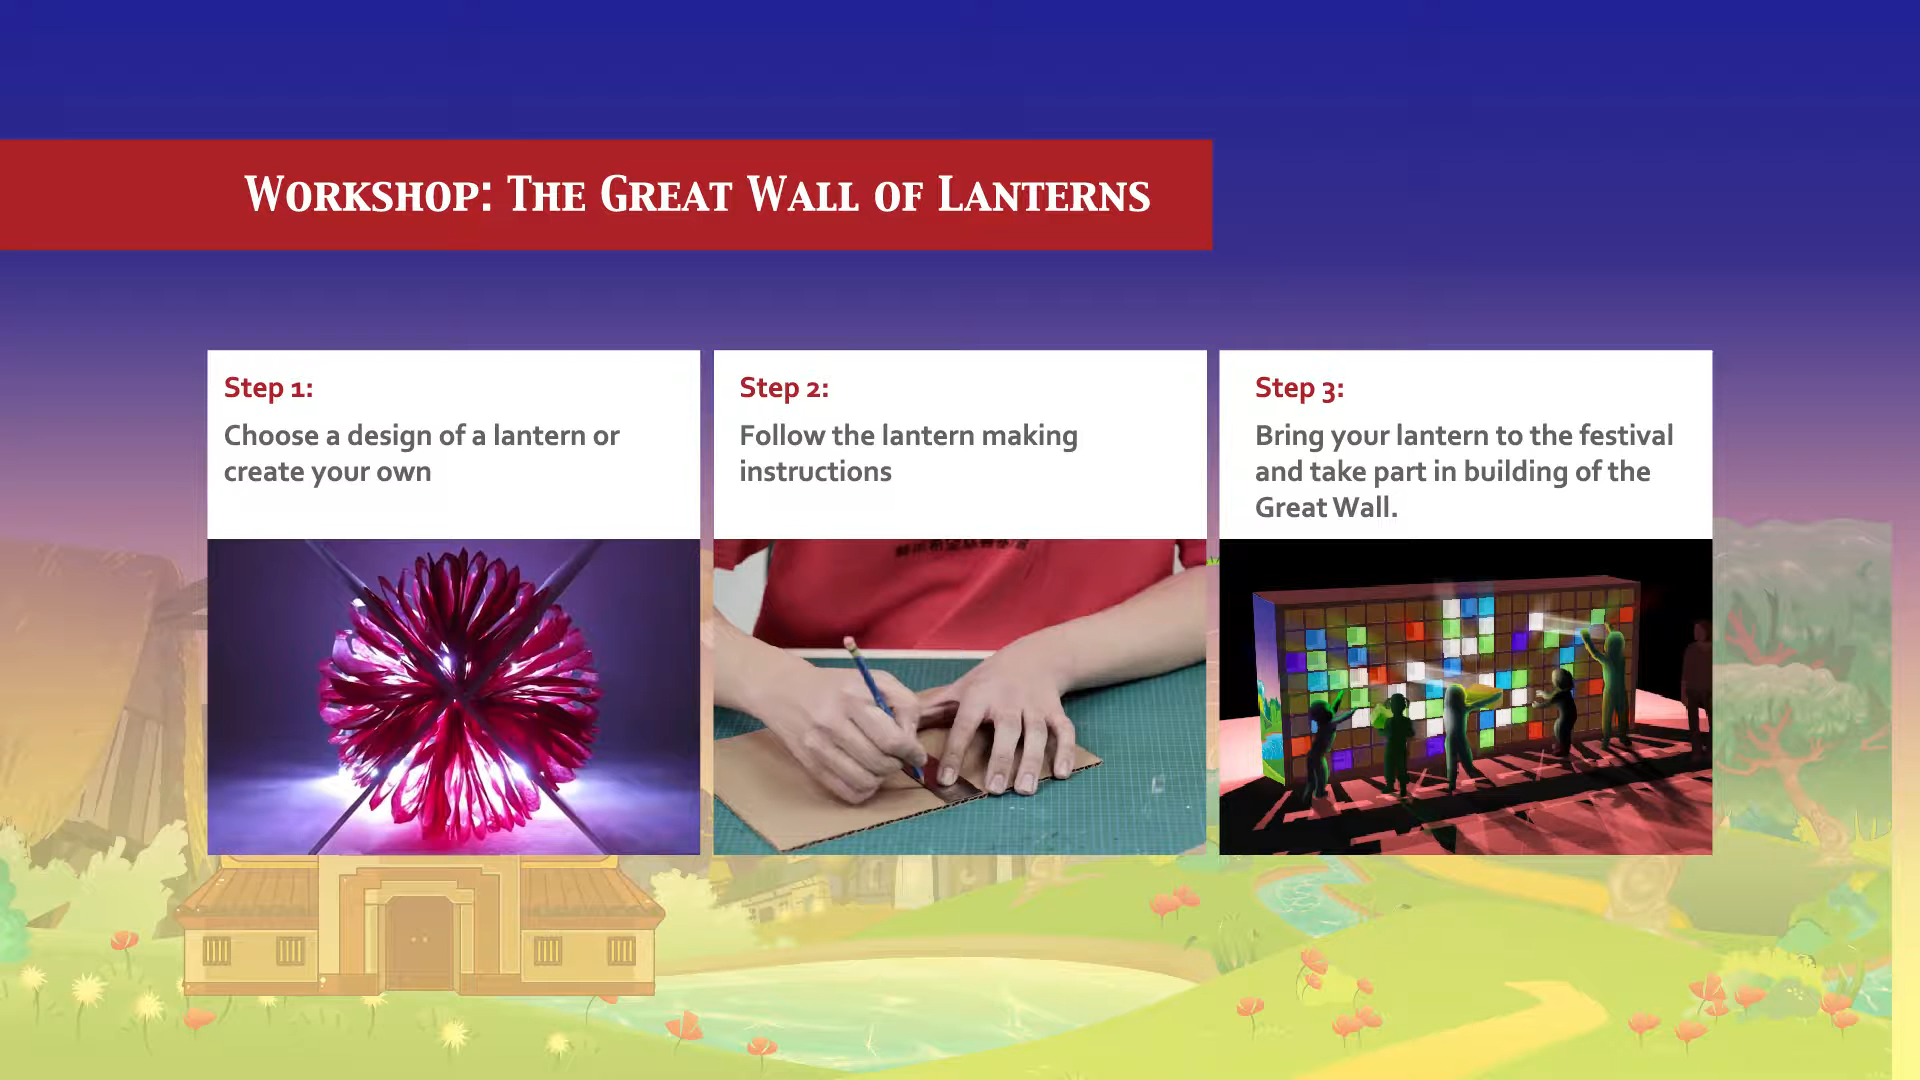 Workshop: The Great Wall of Lanterns
Step 1:
Choose a design of a lantern or
create your own
Step 2:
Follow the lantern making
instructions
Step 3:
Bring your lantern to the festival
and take part in building of the
Great Wall.